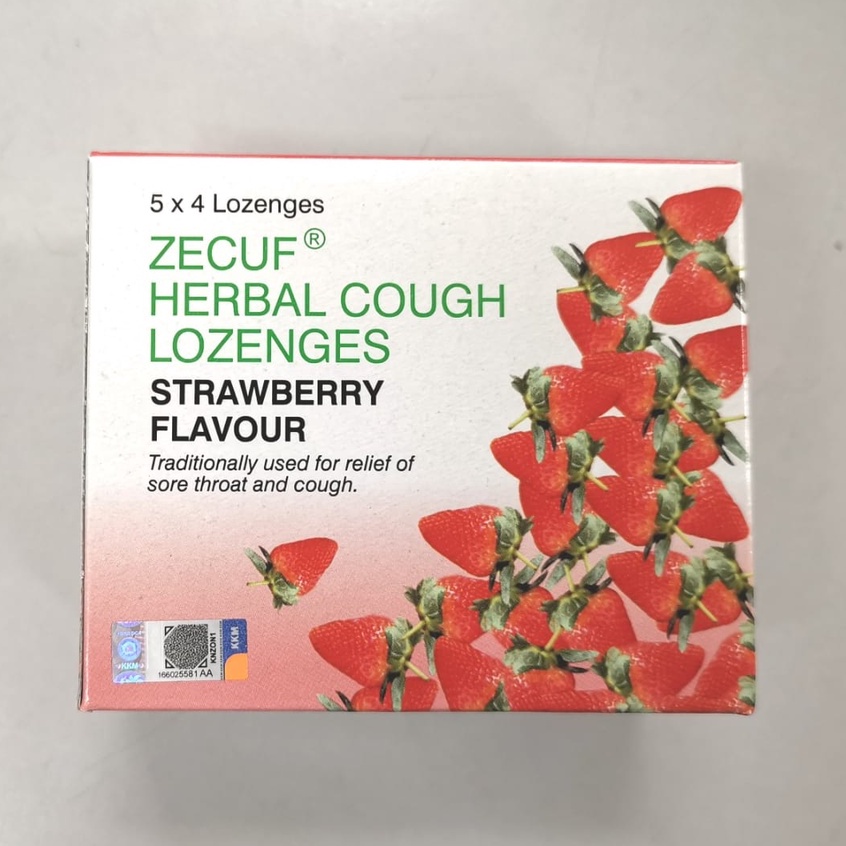 5 x 4 Lozenges
ZECUF®
HERBAL COUGH
LOZENGES
STRAWBERRY
FLAVOUR
Traditionally used for relief of
sore throat and cough.
KKM
KNZON1
KKM
166025581AA